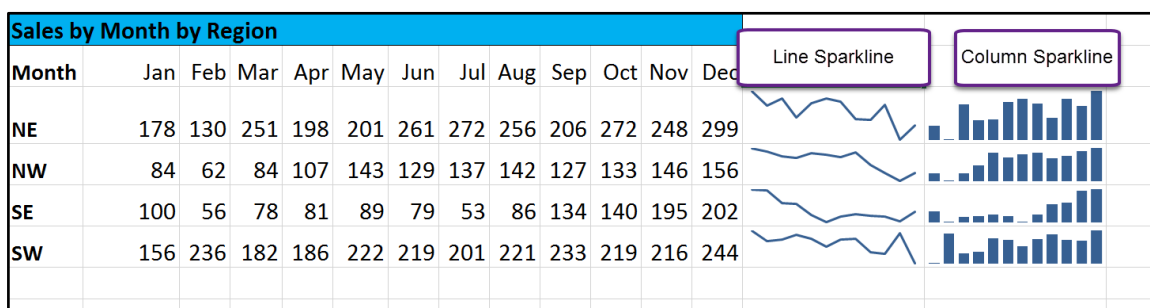 Sales by Month by Region
Line Sparkline
Column Sparkline
Month Jan Feb Mar Apr May Jun Jul Aug Sep Oct Nov Dec
NE 178 130 251 198 201 261 272 256 206 272 248 299
NW 84 62 84 107 143 129 137 142 127 133 146 156
SE 100 56 78 81 89 79 53 86 134 140 195 202
SW 156 236 182 186 222 219 201 221 233 219 216 244